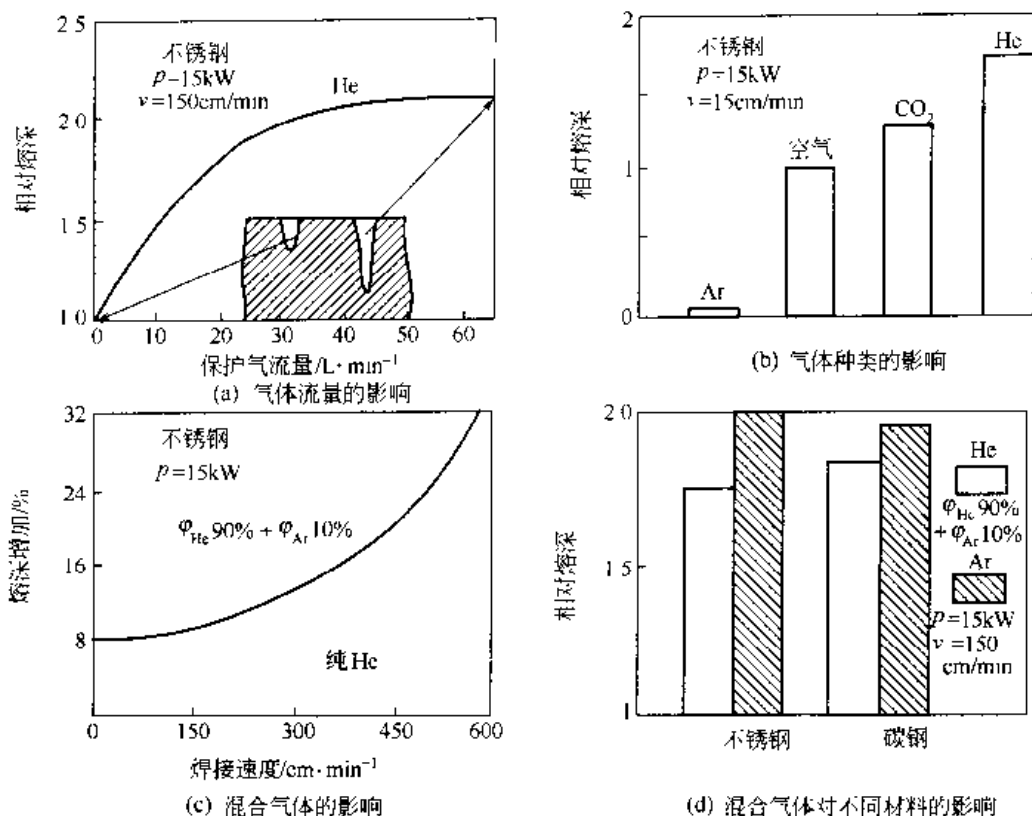 2 5
不锈钢
p=15kW
v=150cm/min
He
2 0
相对熔深
1 5
1 0
0 10 20 30 40 50 60
保护气流量/L·min⁻¹
(a) 气体流量的影响
2
不锈钢
p=15kW
v=15cm/min
He
CO₂
空气
相对熔深
1
Ar
0
(b) 气体种类的影响
32
不锈钢
p=15kW
24
熔深增加/%
φHe 90% + φAr 10%
16
8
纯He
0 150 300 450 600
焊接速度/cm·min⁻¹
(c) 混合气体的影响
2 0
He
φHe 90%
+ φAr 10%
1 5
相对熔深
Ar
p=15kW
v=150
cm/min
1
不锈钢 碳钢
(d) 混合气体对不同材料的影响